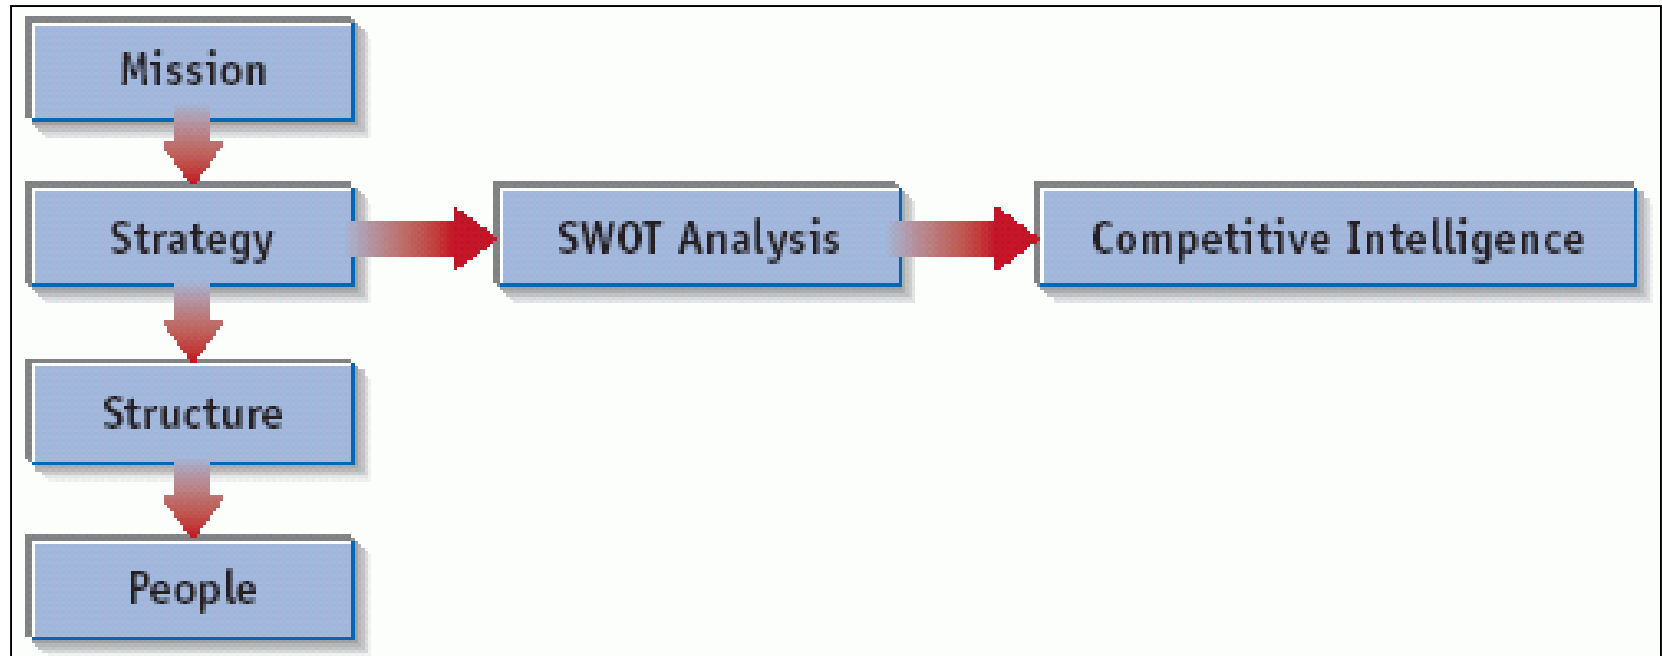 Mission
Strategy
SWOT Analysis
Competitive Intelligence
Structure
People